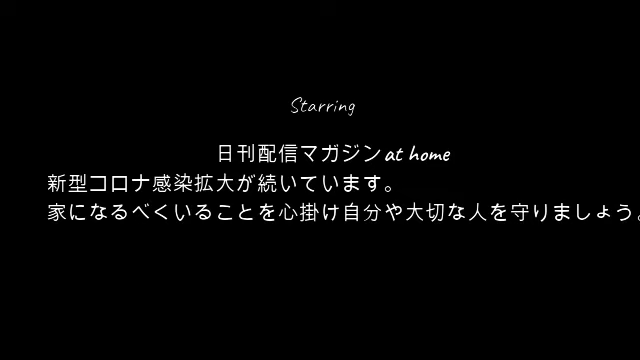 Starring
日刊配信マガジンat home
新型コロナ感染拡大が続いています。
家になるべくいることを心掛け自分や大切な人を守りましょう。